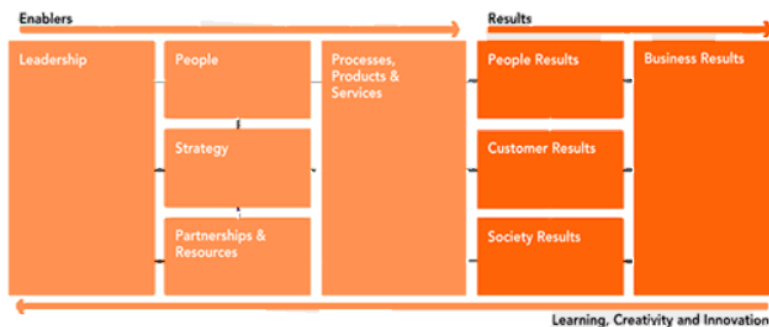 Enablers
Results
Leadership
People
Processes,
Products &
Services
People Results
Business Results
Strategy
Customer Results
Partnerships &
Resources
Society Results
Learning, Creativity and Innovation